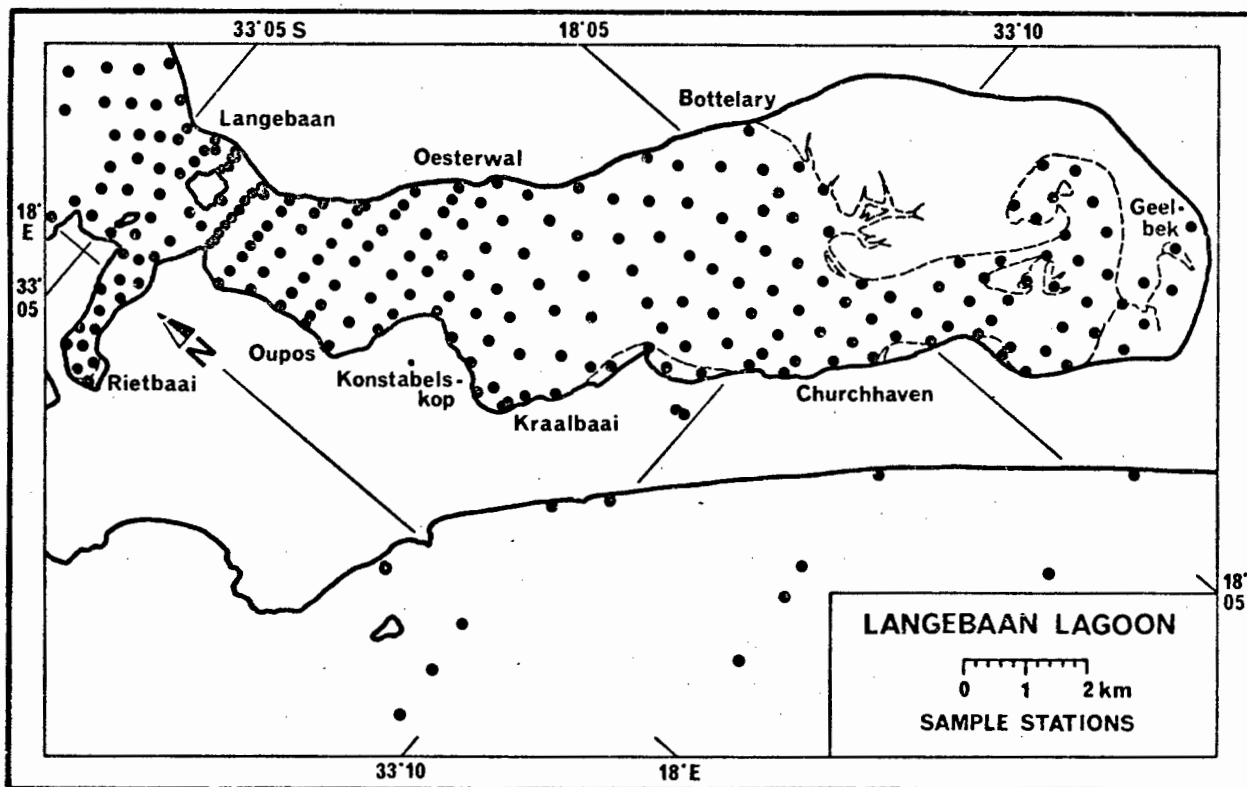 33°05 S
18°05
33°10
Langebaan
Bottelary
Oesterwal
18°
E
Geel-
bek
33
05
N
Oupos
Rietbaai
Konstabels-
kop
Kraalbaai
Churchhaven
18°
05
LANGEBAAN LAGOON
0 1 2 km
SAMPLE STATIONS
33°10
18°E